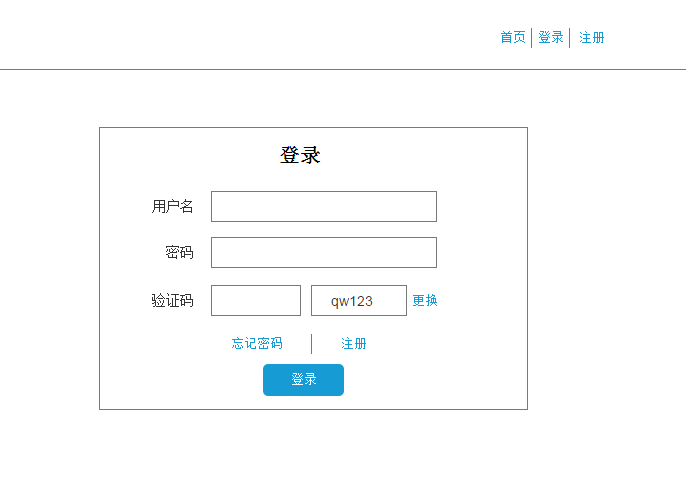 首页 登录 注册
登录
用户名
密码
验证码 qw123 更换
忘记密码 注册
登录